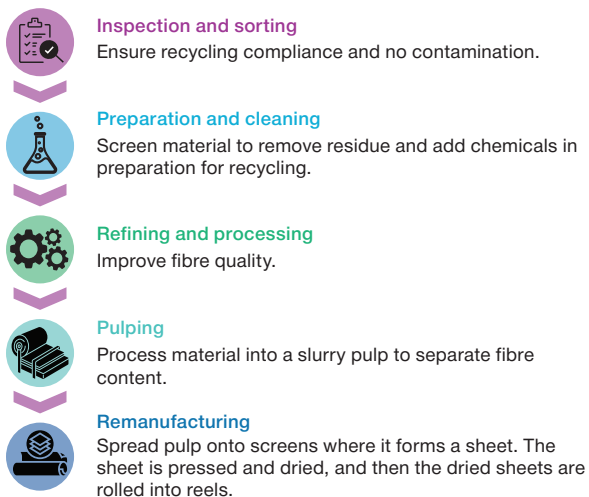 Inspection and sorting
Ensure recycling compliance and no contamination.
Preparation and cleaning
Screen material to remove residue and add chemicals in
preparation for recycling.
Refining and processing
Improve fibre quality.
Pulping
Process material into a slurry pulp to separate fibre
content.
Remanufacturing
Spread pulp onto screens where it forms a sheet. The
sheet is pressed and dried, and then the dried sheets are
rolled into reels.